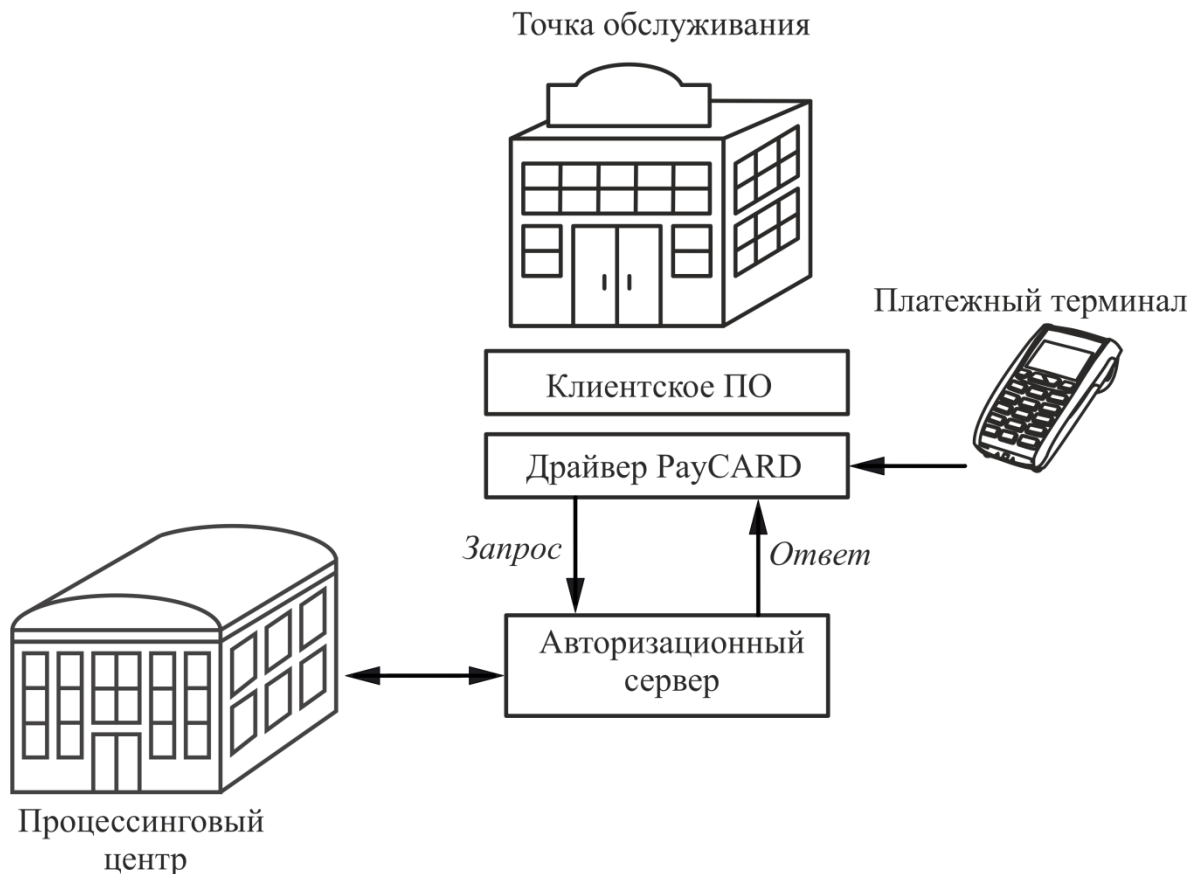 Точка обслуживания
Платежный терминал
Клиентское ПО
Драйвер PayCARD
Запрос
Ответ
Авторизационный
сервер
Процессинговый
центр